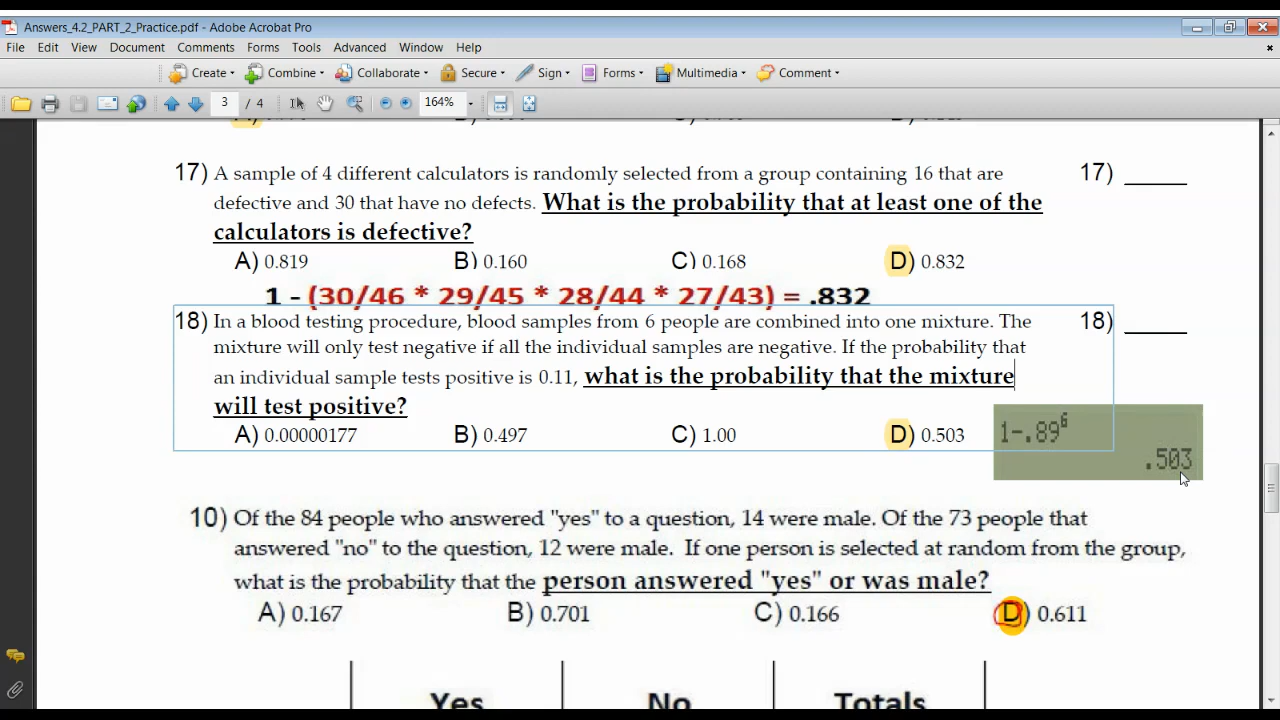 Answers_4.2_PART_2_Practice.pdf - Adobe Acrobat Pro
File Edit View Document Comments Forms Tools Advanced Window Help
Create Combine Collaborate Secure Sign Forms Multimedia Comment
3 / 4 164%
17) A sample of 4 different calculators is randomly selected from a group containing 16 that are 17) _____
defective and 30 that have no defects. What is the probability that at least one of the
calculators is defective?
A) 0.819 B) 0.160 C) 0.168 D) 0.832
1 - (30/46 * 29/45 * 28/44 * 27/43) = .832
18) In a blood testing procedure, blood samples from 6 people are combined into one mixture. The 18) _____
mixture will only test negative if all the individual samples are negative. If the probability that
an individual sample tests positive is 0.11, what is the probability that the mixture
will test positive?
A) 0.00000177 B) 0.497 C) 1.00 D) 0.503
1-.89⁶
.503
10) Of the 84 people who answered "yes" to a question, 14 were male. Of the 73 people that
answered "no" to the question, 12 were male. If one person is selected at random from the group,
what is the probability that the person answered "yes" or was male?
A) 0.167 B) 0.701 C) 0.166 D) 0.611
Yes No Totals